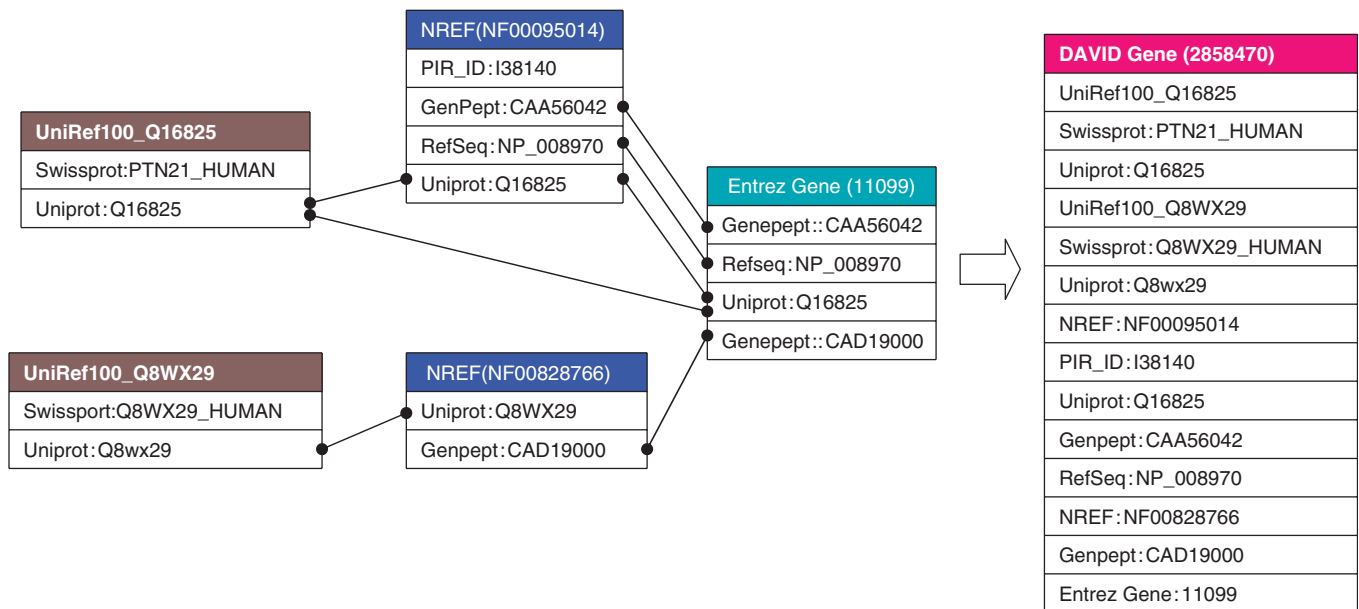 NREF(NF00095014)
PIR_ID:I38140
GenPept:CAA56042
RefSeq:NP_008970
Uniprot:Q16825
UniRef100_Q16825
Swissprot:PTN21_HUMAN
Uniprot:Q16825
UniRef100_Q8WX29
Swissport:Q8WX29_HUMAN
Uniprot:Q8wx29
NREF(NF00828766)
Uniprot:Q8WX29
Genpept:CAD19000
Entrez Gene (11099)
Genepept::CAA56042
Refseq:NP_008970
Uniprot:Q16825
Genepept::CAD19000
DAVID Gene (2858470)
UniRef100_Q16825
Swissprot:PTN21_HUMAN
Uniprot:Q16825
UniRef100_Q8WX29
Swissprot:Q8WX29_HUMAN
Uniprot:Q8wx29
NREF:NF00095014
PIR_ID:I38140
Uniprot:Q16825
Genpept:CAA56042
RefSeq:NP_008970
NREF:NF00828766
Genpept:CAD19000
Entrez Gene:11099